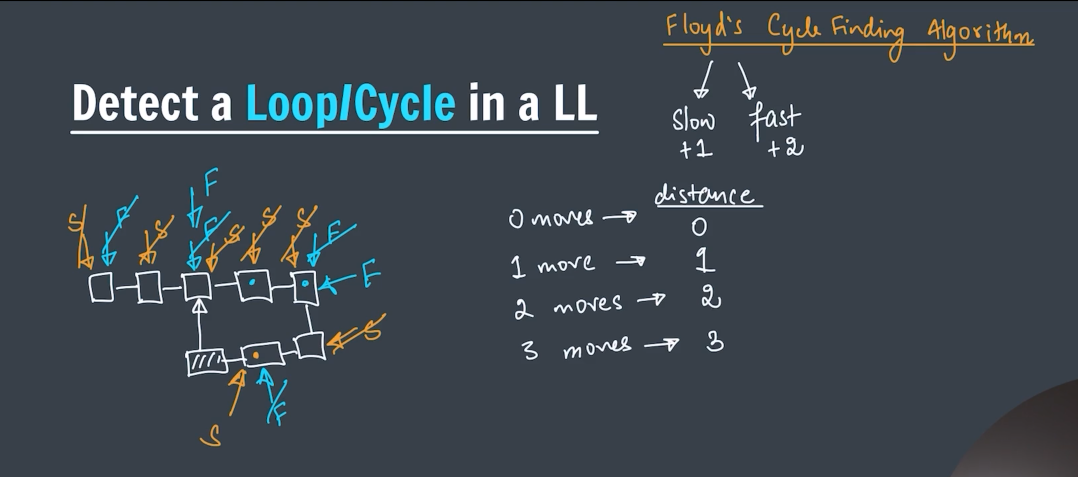 Floyd's Cycle Finding Algorithm
Detect a Loop/Cycle in a LL
Slow fast
+1 +2
distance
0 moves → 0
1 move → 1
2 moves → 2
3 moves → 3
F
S F S F S S S F
F
S
S F